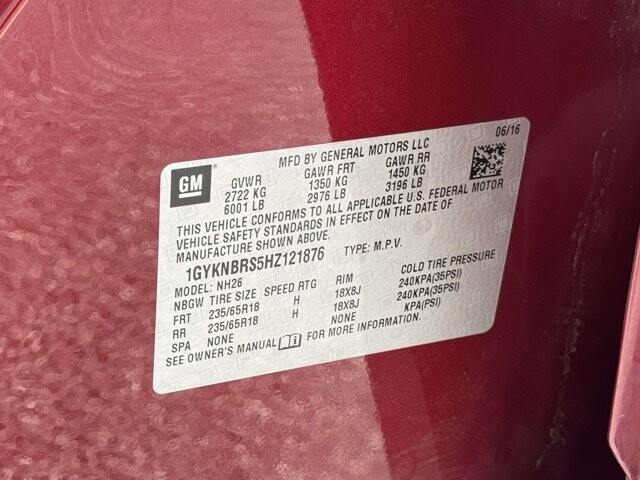 06/16
GM
MFD BY GENERAL MOTORS LLC
GVWR GAWR FRT GAWR RR
2722 KG 1350 KG 1450 KG
6001 LB 2976 LB 3196 LB
THIS VEHICLE CONFORMS TO ALL APPLICABLE U.S. FEDERAL MOTOR
VEHICLE SAFETY STANDARDS IN EFFECT ON THE DATE OF
MANUFACTURE SHOWN ABOVE.
1GYKNBRS5HZ121876 TYPE: M.P.V.
MODEL: NH26
NBGW TIRE SIZE SPEED RTG RIM COLD TIRE PRESSURE
FRT 235/65R18 H 18X8J 240KPA(35PSI)
RR 235/65R18 H 18X8J 240KPA(35PSI)
SPA NONE NONE KPA(PSI)
SEE OWNER'S MANUAL FOR MORE INFORMATION.